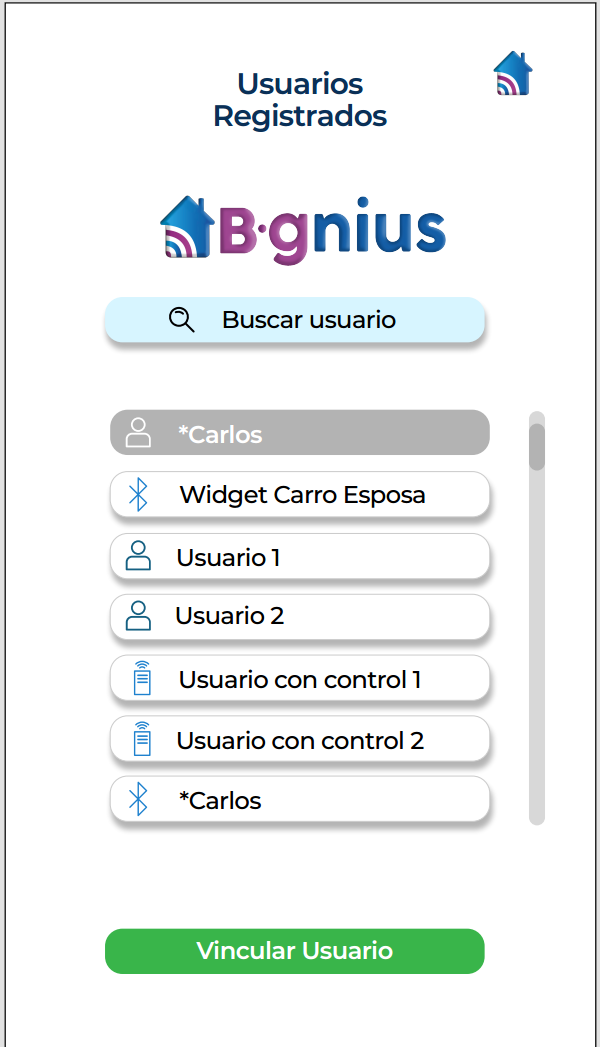 Usuarios
Registrados
B·gnius
Buscar usuario
*Carlos
Widget Carro Esposa
Usuario 1
Usuario 2
Usuario con control 1
Usuario con control 2
*Carlos
Vincular Usuario